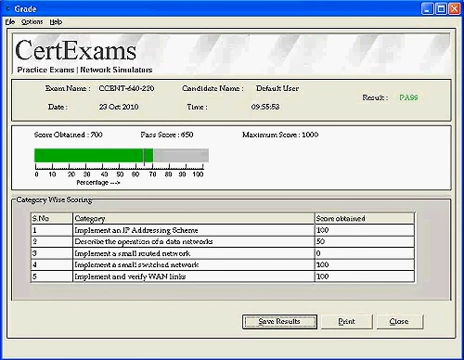 Grade
File Options Help
CertExams
Practice Exams | Network Simulators
Exam Name : CCENT-640-220 Candidate Name : Default User
Result : PASS
Date : 23 Oct 2010 Time : 09:55:53
Score Obtained : 700 Pass Score : 650 Maximum Score : 1000
0 10 20 30 40 50 60 70 80 90 100
Percentage --->
Category Wise Scoring
S.No Category Score obtained
1 Implement an IP Addressing Scheme 100
2 Describe the operation of a data networks 50
3 Implement a small routed network 0
4 Implement a small switched network 100
5 Implement and verify WAN links 100
Save Results Print Close